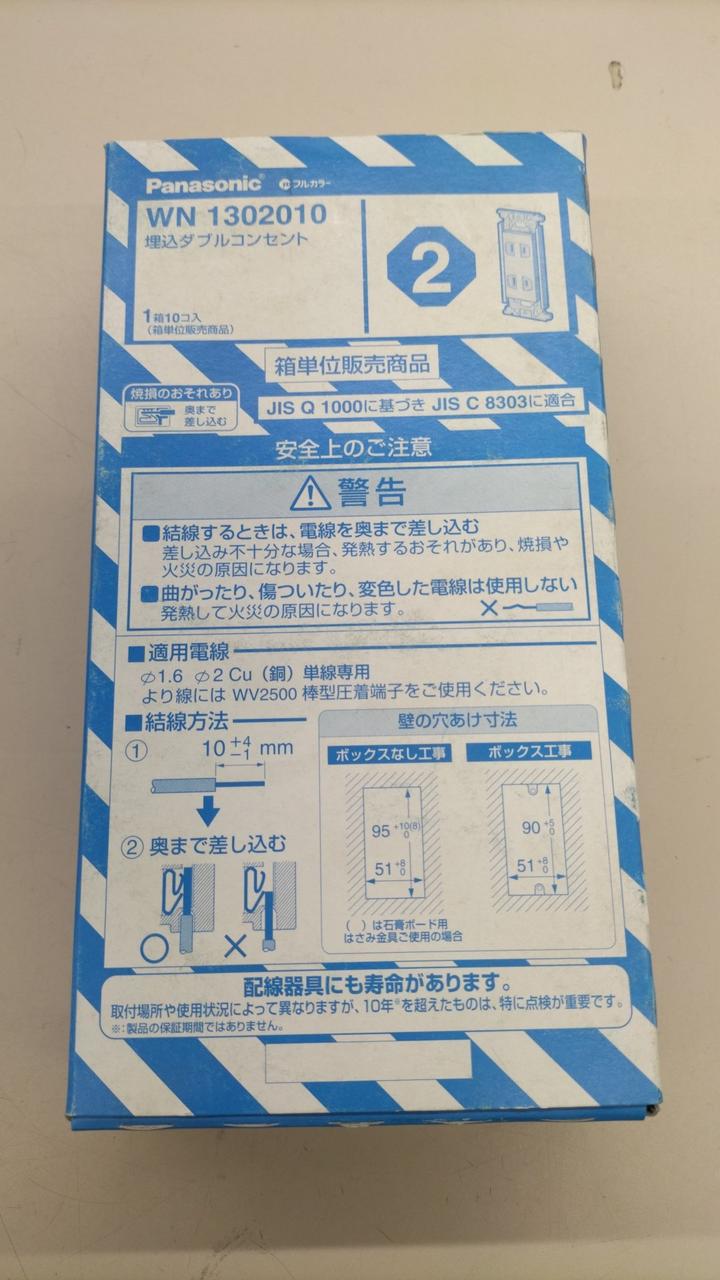 Panasonic® フルカラー
WN 1302010
埋込ダブルコンセント
1箱10コ入
(箱単位販売商品)
2
箱単位販売商品
焼損のおそれあり
奥まで
差し込む
JIS Q 1000に基づき JIS C 8303に適合
安全上のご注意
警告
■結線するときは、電線を奥まで差し込む
差し込み不十分な場合、発熱するおそれがあり、焼損や
火災の原因になります。
■曲がったり、傷ついたり、変色した電線は使用しない
発熱して火災の原因になります。
■適用電線
φ1.6 φ2 Cu(銅)単線専用
より線には WV2500 棒型圧着端子をご使用ください。
■結線方法
① 10 +4 −1 mm
② 奥まで差し込む
壁の穴あけ寸法
ボックスなし工事
95 +10(8) 0
51 +8 0
ボックス工事
90 +5 0
51 +8 0
( )は石膏ボード用
はさみ金具ご使用の場合
配線器具にも寿命があります。
取付場所や使用状況によって異なりますが、10年※を超えたものは、特に点検が重要です。
※:製品の保証期間ではありません。